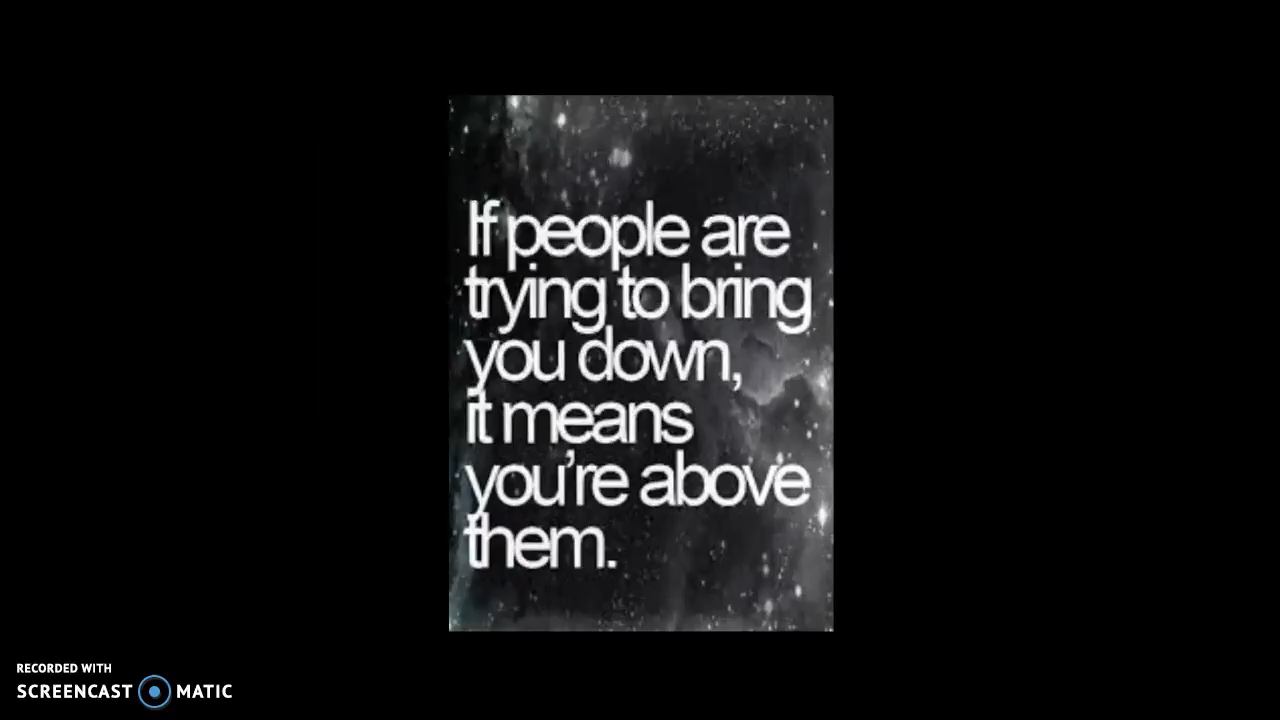 If people are
trying to bring
you down,
it means
you're above
them.
RECORDED WITH
SCREENCAST MATIC